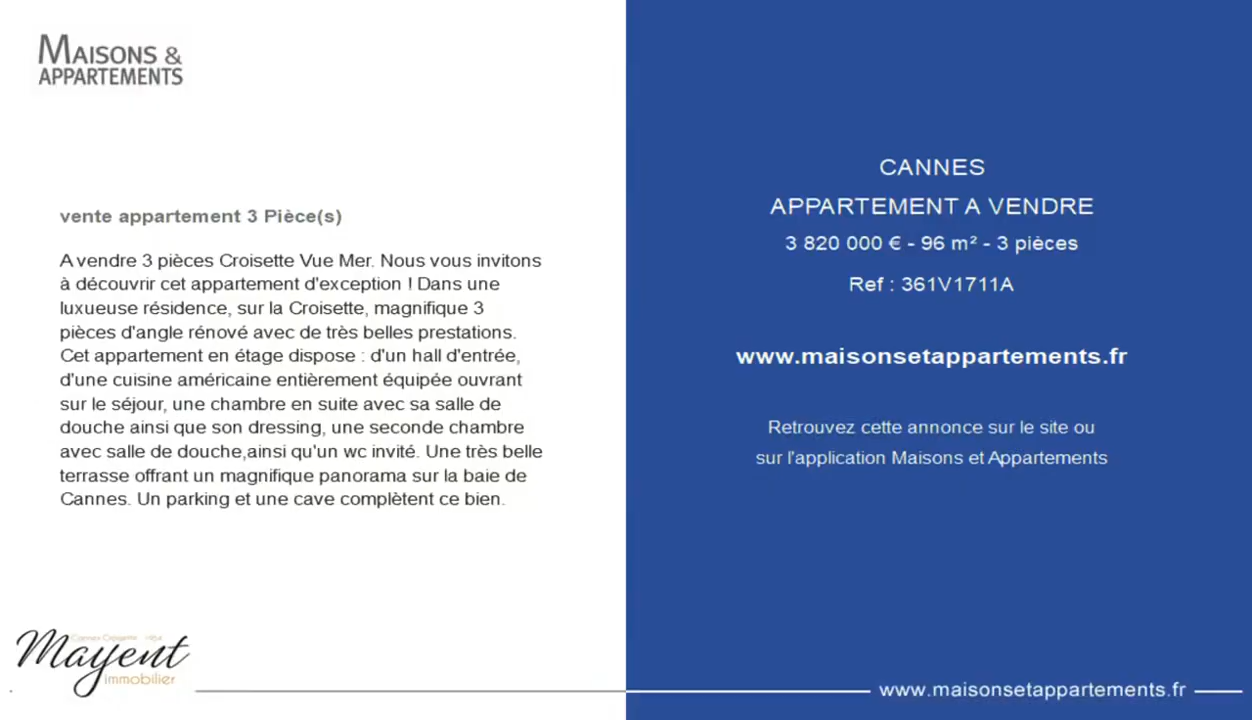 MAISONS &
APPARTEMENTS
vente appartement 3 Pièce(s)
A vendre 3 pièces Croisette Vue Mer. Nous vous invitons
à découvrir cet appartement d'exception ! Dans une
luxueuse résidence, sur la Croisette, magnifique 3
pièces d'angle rénové avec de très belles prestations.
Cet appartement en étage dispose : d'un hall d'entrée,
d'une cuisine américaine entièrement équipée ouvrant
sur le séjour, une chambre en suite avec sa salle de
douche ainsi que son dressing, une seconde chambre
avec salle de douche,ainsi qu'un wc invité. Une très belle
terrasse offrant un magnifique panorama sur la baie de
Cannes. Un parking et une cave complètent ce bien.
Mayent
immobilier
CANNES
APPARTEMENT A VENDRE
3 820 000 € - 96 m² - 3 pièces
Ref : 361V1711A
www.maisonsetappartements.fr
Retrouvez cette annonce sur le site ou
sur l'application Maisons et Appartements
www.maisonsetappartements.fr